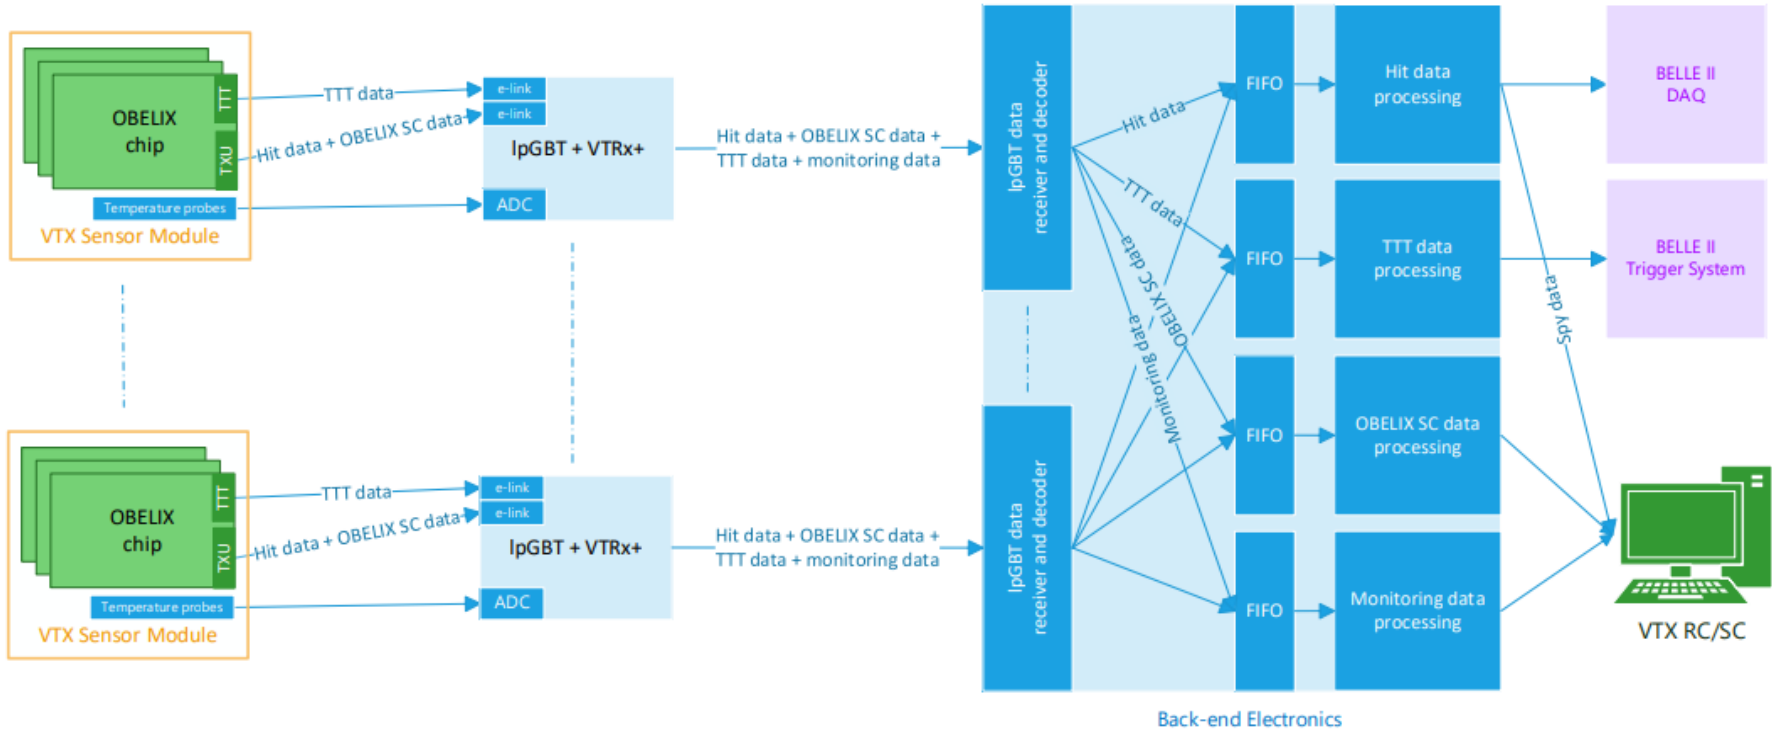 OBELIX
chip
TTT
TXU
Temperature probes
VTX Sensor Module
TTT data
Hit data + OBELIX SC data
e-link
e-link
lpGBT + VTRx+
ADC
Hit data + OBELIX SC data +
TTT data + monitoring data
lpGBT data
receiver and decoder
Hit data
TTT data
OBELIX SC data
Monitoring data
FIFO
Hit data
processing
BELLE II
DAQ
FIFO
TTT data
processing
BELLE II
Trigger System
Spy data
OBELIX
chip
TTT
TXU
Temperature probes
VTX Sensor Module
TTT data
Hit data + OBELIX SC data
e-link
e-link
lpGBT + VTRx+
ADC
Hit data + OBELIX SC data +
TTT data + monitoring data
lpGBT data
receiver and decoder
FIFO
OBELIX SC data
processing
FIFO
Monitoring data
processing
VTX RC/SC
Back-end Electronics